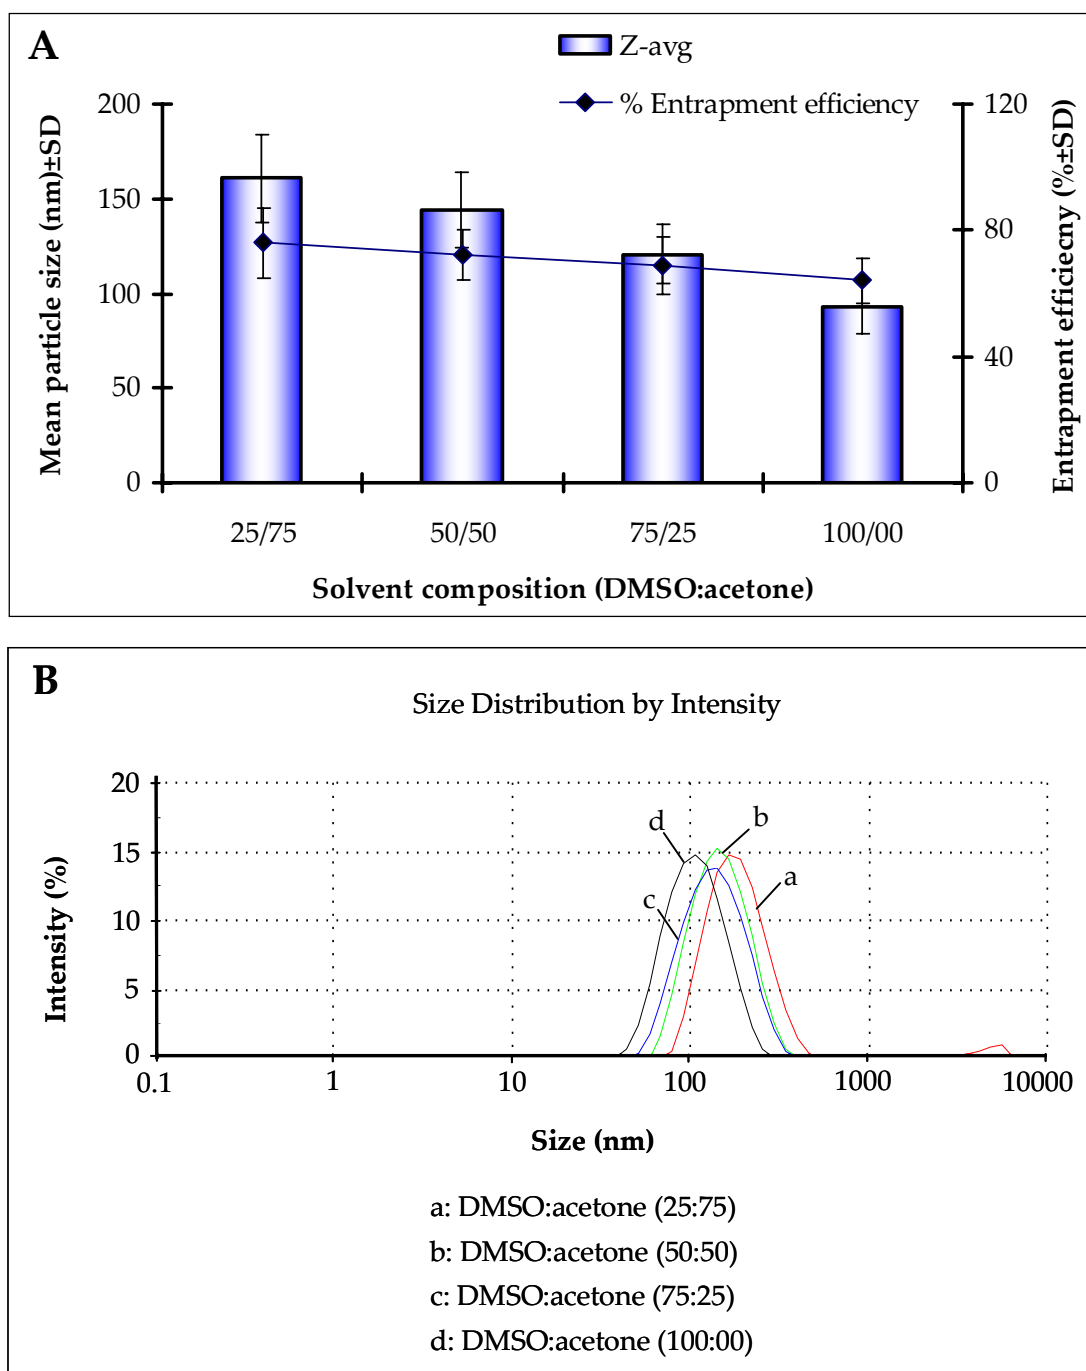 A
Z-avg
% Entrapment efficiency
Mean particle size (nm)±SD
200
150
100
50
0
120
80
40
0
Entrapment efficiecny (%±SD)
25/75 50/50 75/25 100/00
Solvent composition (DMSO:acetone)
B
Size Distribution by Intensity
Intensity (%)
20
15
10
5
0
d
b
a
c
0.1 1 10 100 1000 10000
Size (nm)
a: DMSO:acetone (25:75)
b: DMSO:acetone (50:50)
c: DMSO:acetone (75:25)
d: DMSO:acetone (100:00)